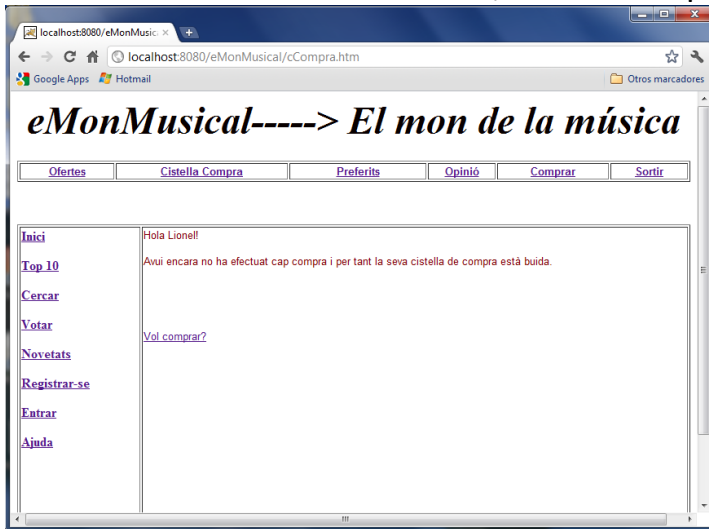 localhost:8080/eMonMusic
localhost:8080/eMonMusical/cCompra.htm
Google Apps Hotmail Otros marcadores
eMonMusical-----> El mon de la música
Ofertes Cistella Compra Preferits Opinió Comprar Sortir
Inici
Top 10
Cercar
Votar
Novetats
Registrar-se
Entrar
Ajuda
Hola Lionel!
Avui encara no ha efectuat cap compra i per tant la seva cistella de compra està buida.
Vol comprar?